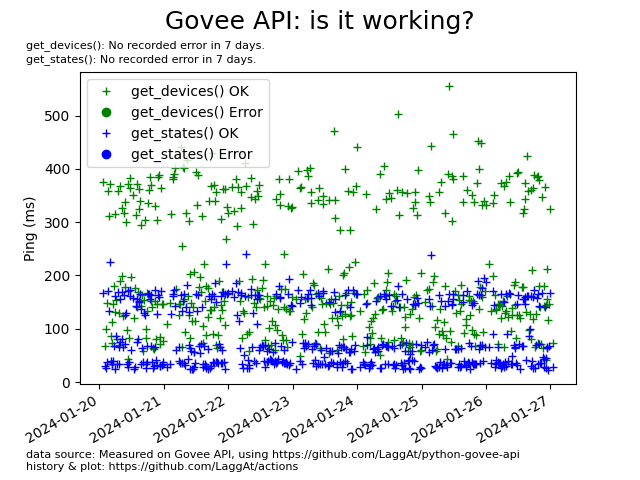 Govee API: is it working?
get_devices(): No recorded error in 7 days.
get_states(): No recorded error in 7 days.
get_devices() OK
get_devices() Error
get_states() OK
get_states() Error
Ping (ms)
500
400
300
200
100
0
2024-01-20
2024-01-21
2024-01-22
2024-01-23
2024-01-24
2024-01-25
2024-01-26
2024-01-27
data source: Measured on Govee API, using https://github.com/LaggAt/python-govee-api
history & plot: https://github.com/LaggAt/actions